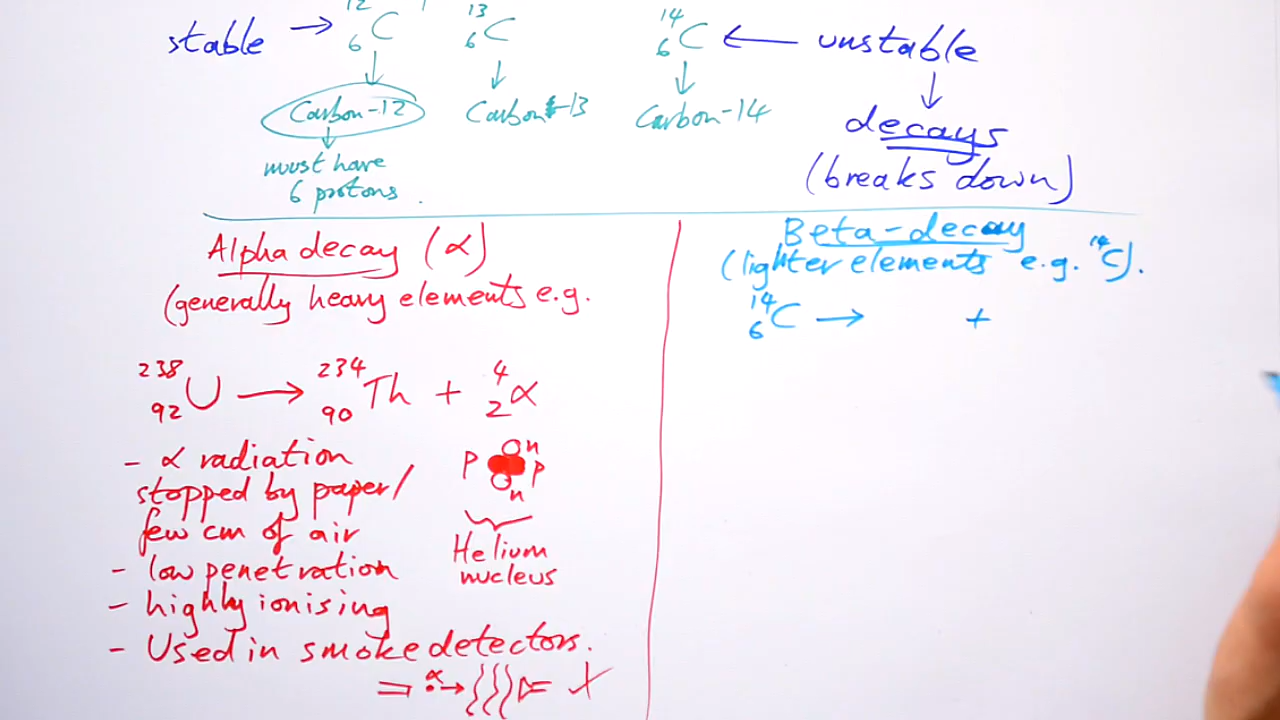 stable → ¹²₆C ¹³₆C ¹⁴₆C ← unstable
Carbon-12 Carbon-13 Carbon-14
decays
must have
6 protons.
(breaks down)
Alpha decay (α)
(generally heavy elements e.g.
²³⁸₉₂U → ²³⁴₉₀Th + ⁴₂α
- α radiation
stopped by paper/
few cm of air
- low penetration
- highly ionising
- Used in smoke detectors.
α
p n p n
Helium
nucleus
Beta-decay
(lighter elements e.g. ¹⁴C).
¹⁴₆C → +